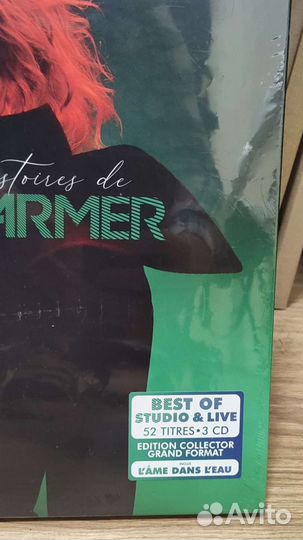 stoires de
ARMER
BEST OF
STUDIO & LIVE
52 TITRES • 3 CD
EDITION COLLECTOR
GRAND FORMAT
INCLUS
L'ÂME DANS L'EAU
Avito